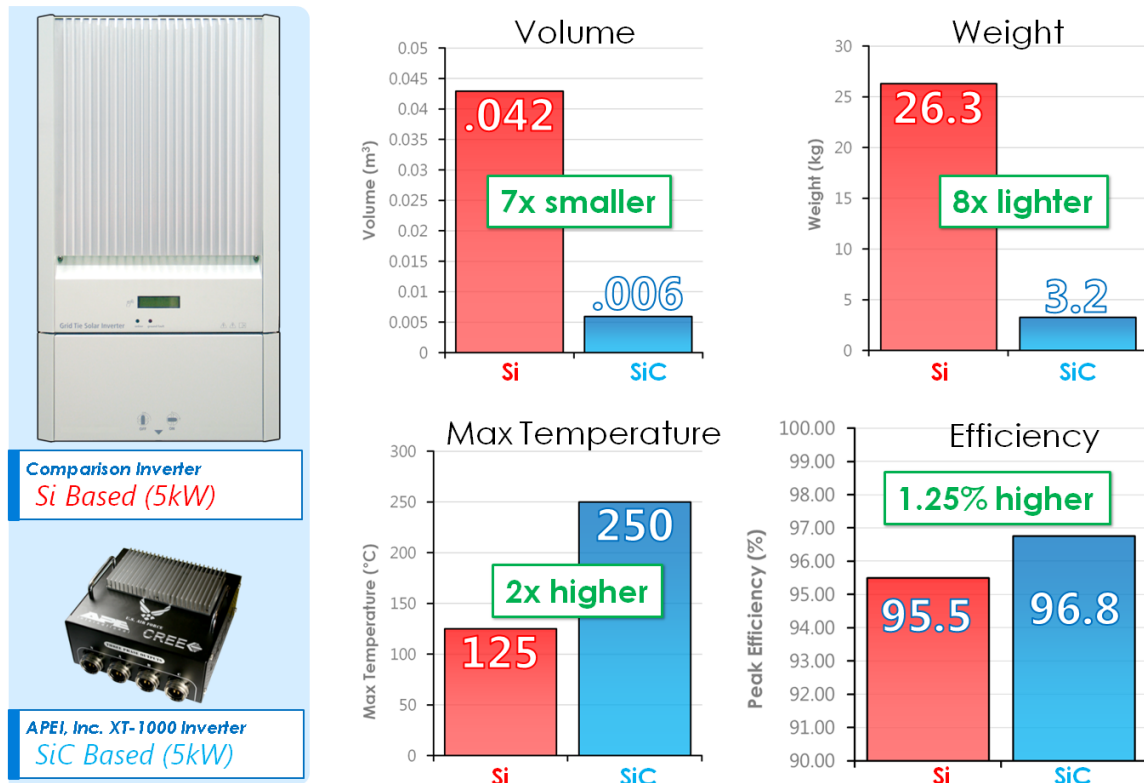 Grid Tie Solar Inverter
Comparison Inverter
Si Based (5kW)
U.S. AIR FORCE
APEI
CREE
APEI, Inc. XT-1000 Inverter
SiC Based (5kW)
Volume
Volume (m³)
0.05
0.045
0.04
0.035
0.03
0.025
0.02
0.015
0.01
0.005
0
.042
7x smaller
.006
Si
SiC
Weight
Weight (kg)
30
25
20
15
10
5
0
26.3
8x lighter
3.2
Si
SiC
Max Temperature
Max Temperature (°C)
300
250
200
150
100
50
0
250
2x higher
125
Si
SiC
Efficiency
Peak Efficiency (%)
100.00
99.00
98.00
97.00
96.00
95.00
94.00
93.00
92.00
91.00
90.00
1.25% higher
95.5
96.8
Si
SiC